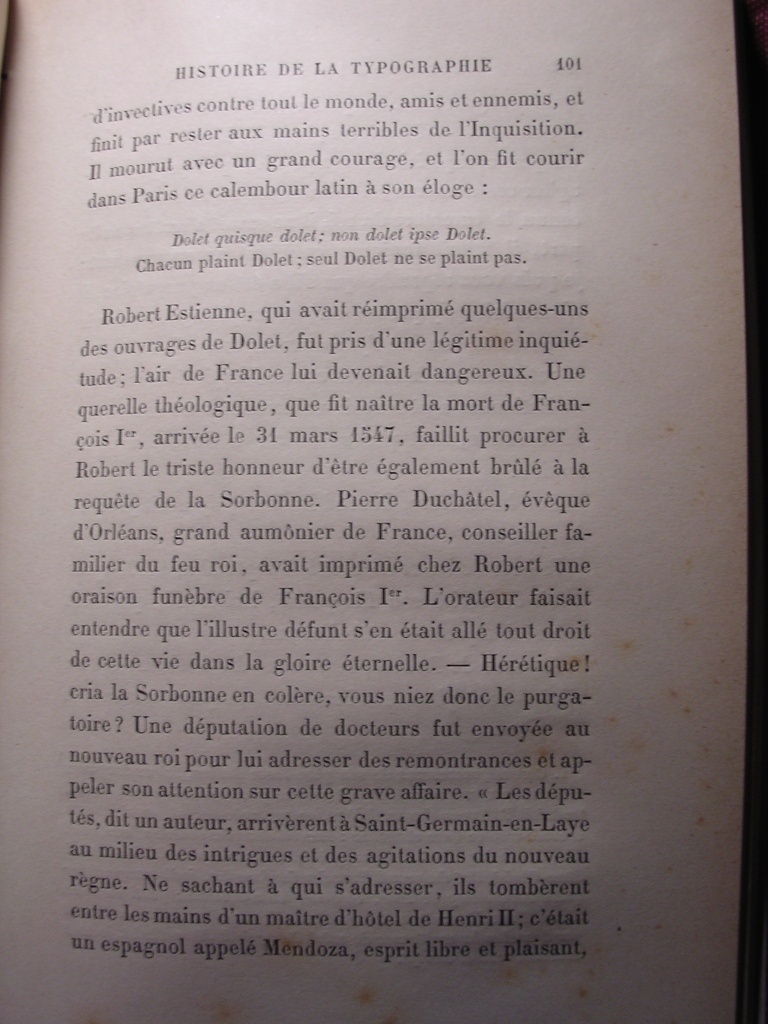 HISTOIRE DE LA TYPOGRAPHIE 101
d'invectives contre tout le monde, amis et ennemis, et
finit par rester aux mains terribles de l'Inquisition.
Il mourut avec un grand courage, et l'on fit courir
dans Paris ce calembour latin à son éloge :
Dolet quisque dolet; non dolet ipse Dolet.
Chacun plaint Dolet; seul Dolet ne se plaint pas.
Robert Estienne, qui avait réimprimé quelques-uns
des ouvrages de Dolet, fut pris d'une légitime inquié-
tude; l'air de France lui devenait dangereux. Une
querelle théologique, que fit naître la mort de Fran-
çois Ier, arrivée le 31 mars 1547, faillit procurer à
Robert le triste honneur d'être également brûlé à la
requête de la Sorbonne. Pierre Duchâtel, évêque
d'Orléans, grand aumônier de France, conseiller fa-
milier du feu roi, avait imprimé chez Robert une
oraison funèbre de François Ier. L'orateur faisait
entendre que l'illustre défunt s'en était allé tout droit
de cette vie dans la gloire éternelle. — Hérétique!
cria la Sorbonne en colère, vous niez donc le purga-
toire? Une députation de docteurs fut envoyée au
nouveau roi pour lui adresser des remontrances et ap-
peler son attention sur cette grave affaire. « Les dépu-
tés, dit un auteur, arrivèrent à Saint-Germain-en-Laye
au milieu des intrigues et des agitations du nouveau
règne. Ne sachant à qui s'adresser, ils tombèrent
entre les mains d'un maître d'hôtel de Henri II; c'était
un espagnol appelé Mendoza, esprit libre et plaisant,